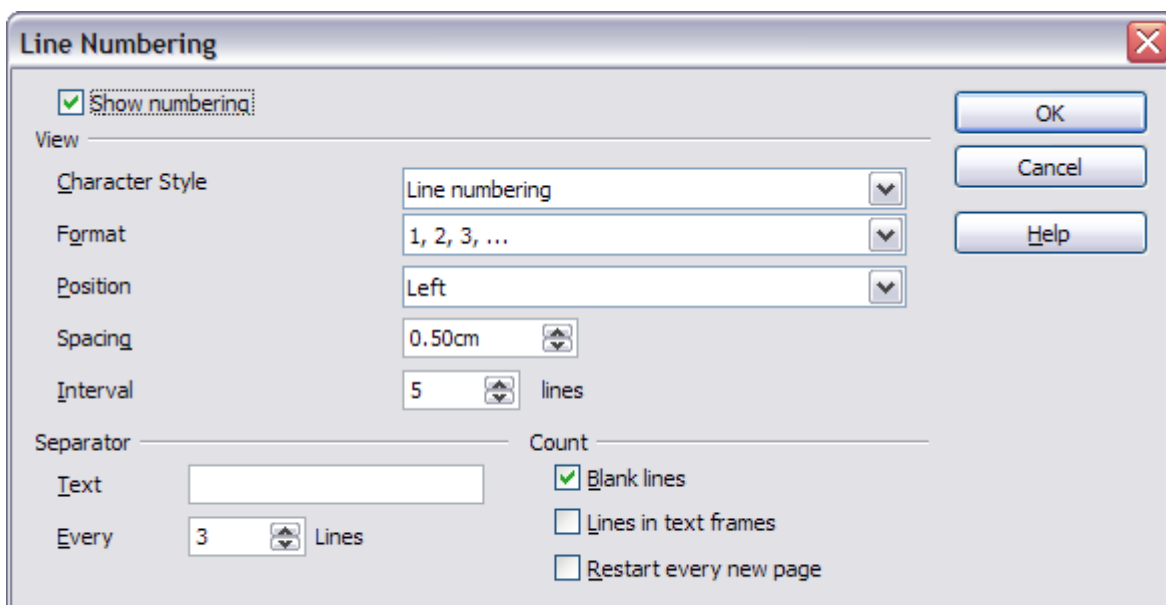 Line Numbering
Show numbering
OK
View
Cancel
Character Style
Line numbering
Format
1, 2, 3, ...
Help
Position
Left
Spacing
0.50cm
Interval
5
lines
Separator
Text
Every
3
Lines
Count
Blank lines
Lines in text frames
Restart every new page